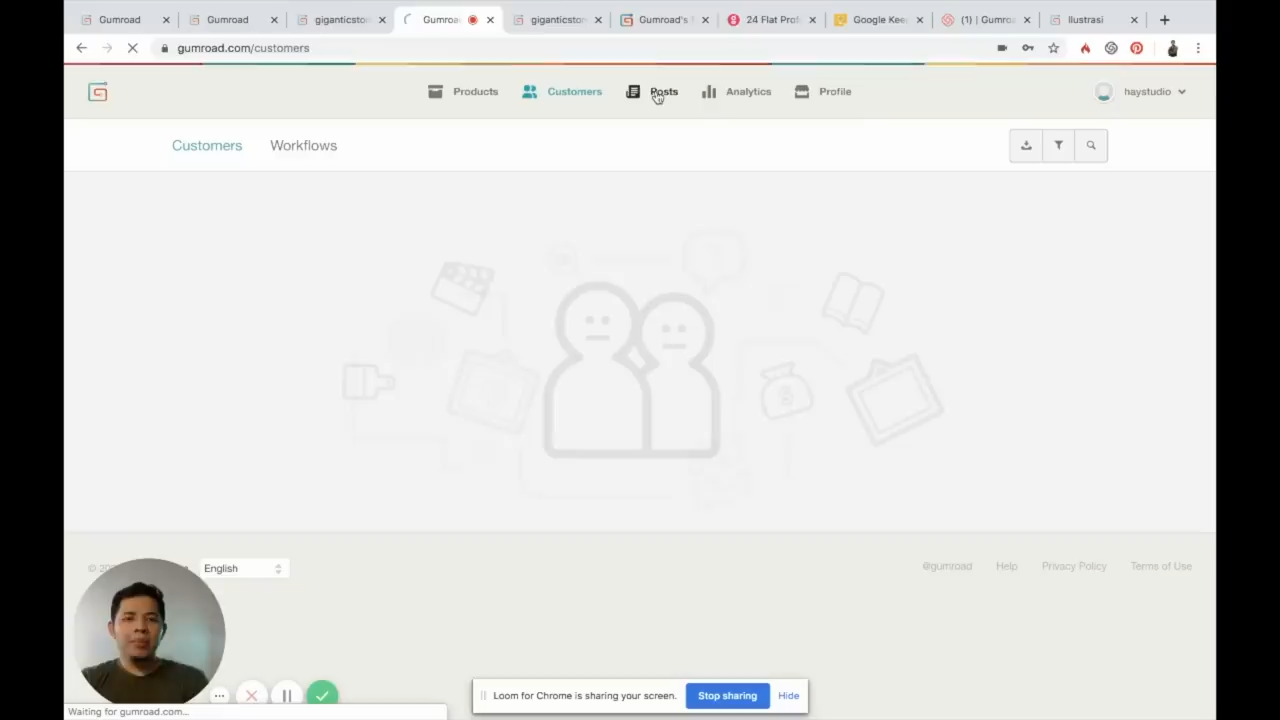 Gumroad
Gumroad
giganticstor
Gumroa
giganticstor
Gumroad's
24 Flat Prof
Google Kee
(1) | Gumro
Ilustrasi
gumroad.com/customers
Products
Customers
Posts
Analytics
Profile
haystudio
Customers
Workflows
English
@gumroad
Help
Privacy Policy
Terms of Use
Loom for Chrome is sharing your screen.
Stop sharing
Hide
Waiting for gumroad.com...